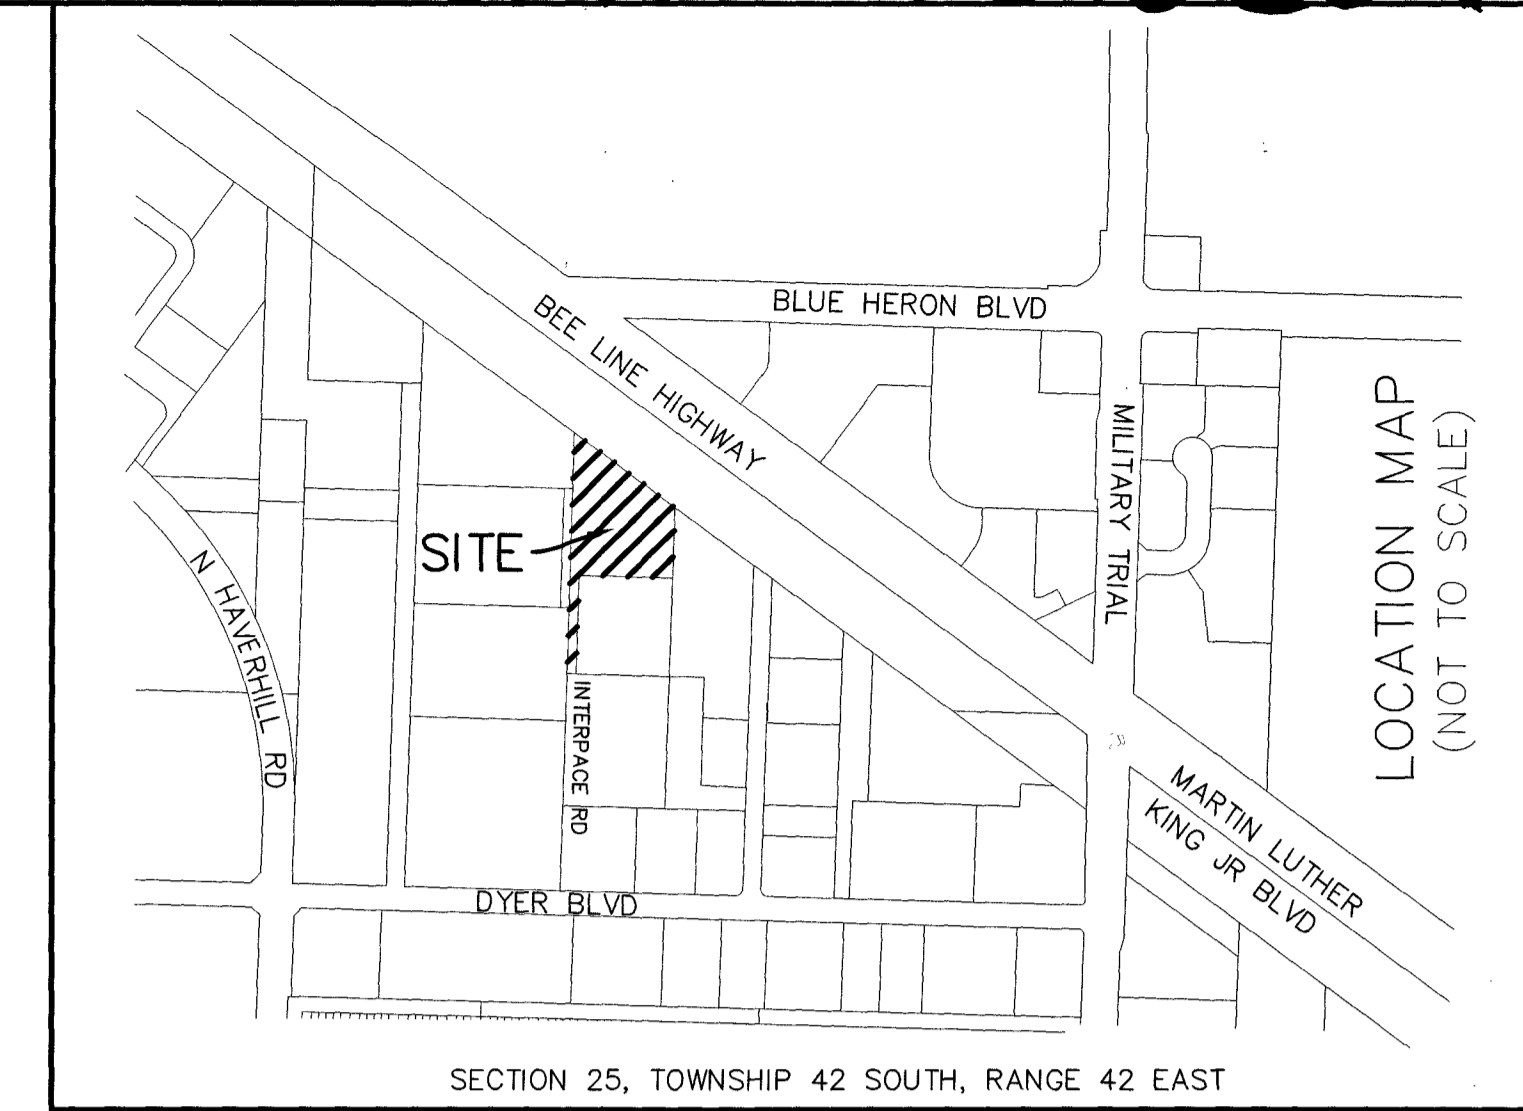 BLUE HERON BLVD
BEE LINE HIGHWAY
MILITARY TRIAL
LOCATION MAP
(NOT TO SCALE)
SITE
N HAVERHILL RD
INTERPACE RD
MARTIN LUTHER
KING JR BLVD
DYER BLVD
SECTION 25, TOWNSHIP 42 SOUTH, RANGE 42 EAST